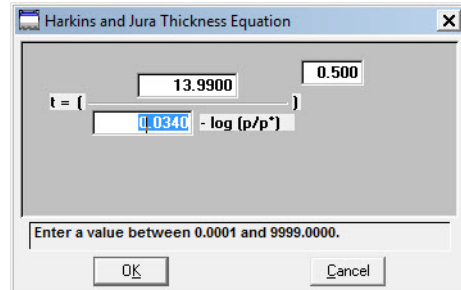 Harkins and Jura Thickness Equation
13.9900
0.500
t = (
)
0.0340 - log (p/p°)
Enter a value between 0.0001 and 9999.0000.
OK Cancel